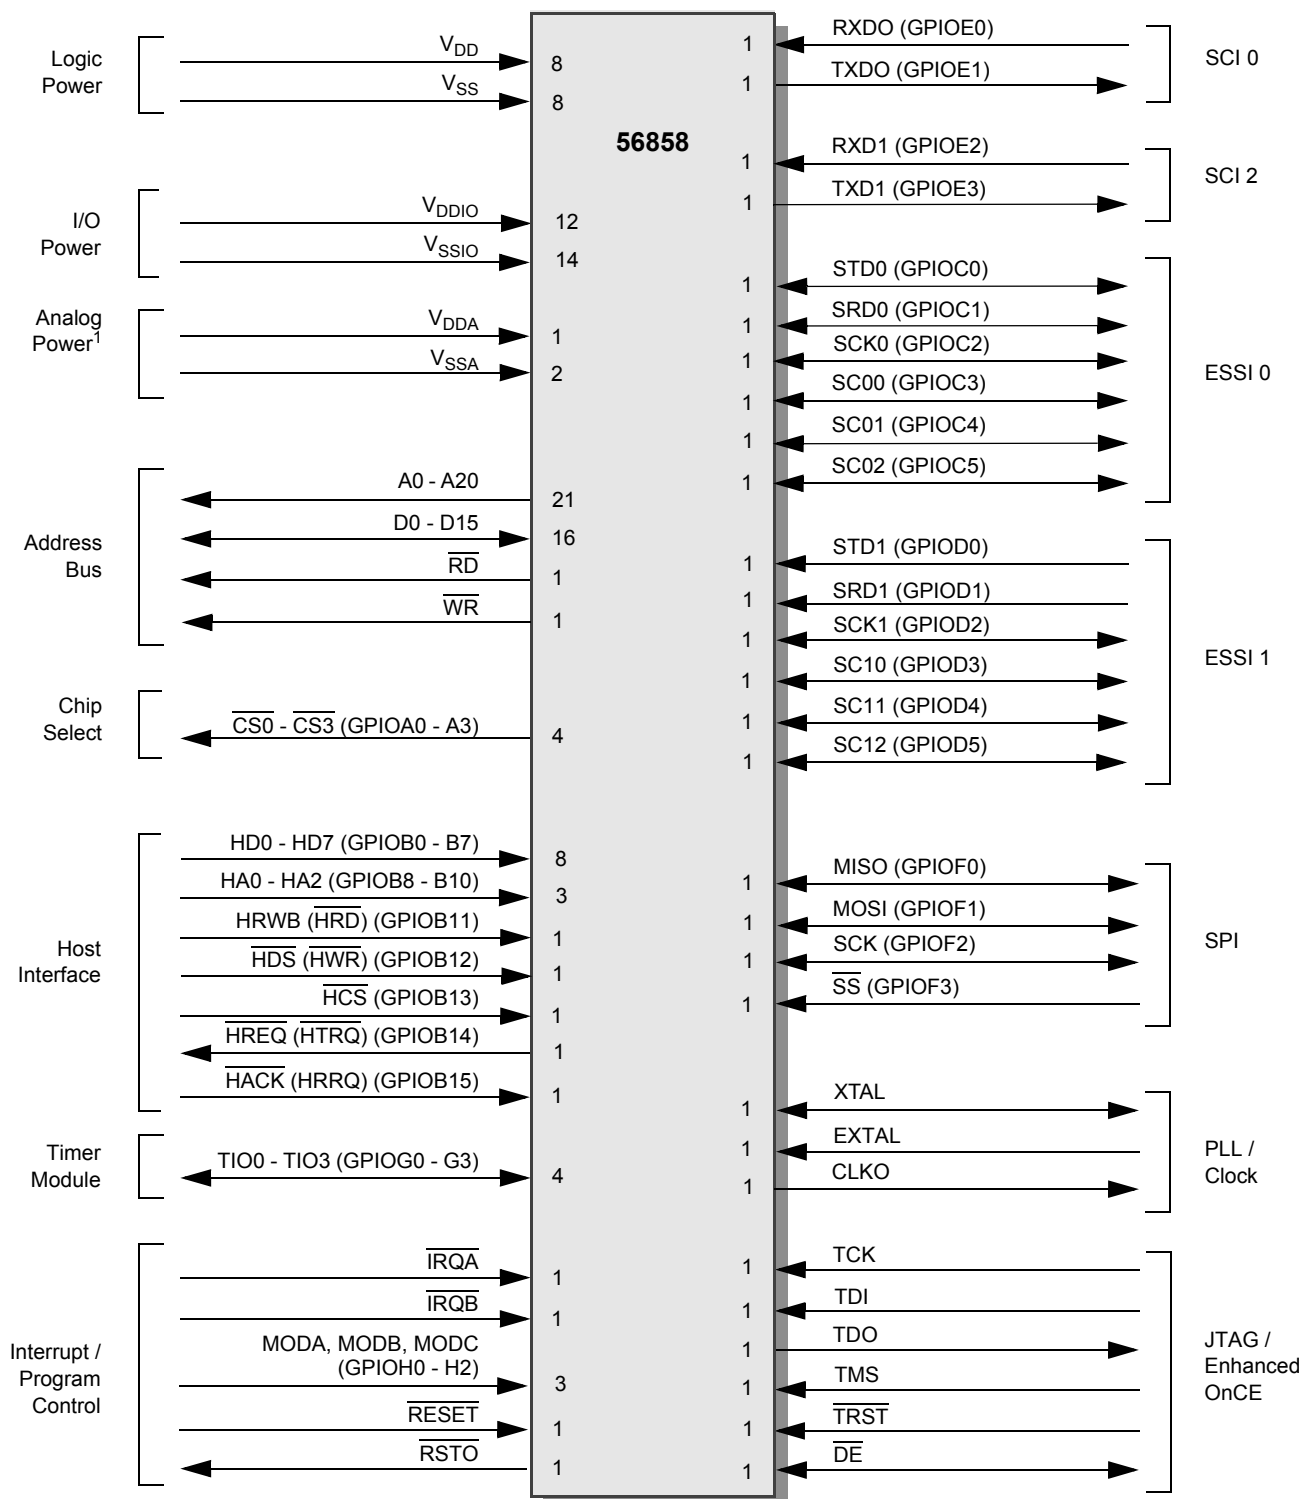 56858
Logic
Power
VDD
8
VSS
8
I/O
Power
VDDIO
12
VSSIO
14
Analog
Power1
VDDA
1
VSSA
2
Address
Bus
A0 - A20
21
D0 - D15
16
RD
1
WR
1
Chip
Select
CS0 - CS3 (GPIOA0 - A3)
4
Host
Interface
HD0 - HD7 (GPIOB0 - B7)
8
HA0 - HA2 (GPIOB8 - B10)
3
HRWB (HRD) (GPIOB11)
1
HDS (HWR) (GPIOB12)
1
HCS (GPIOB13)
1
HREQ (HTRQ) (GPIOB14)
1
HACK (HRRQ) (GPIOB15)
1
Timer
Module
TIO0 - TIO3 (GPIOG0 - G3)
4
Interrupt /
Program
Control
IRQA
1
IRQB
1
MODA, MODB, MODC
(GPIOH0 - H2)
3
RESET
1
RSTO
1
1
RXDO (GPIOE0)
1
TXDO (GPIOE1)
SCI 0
1
RXD1 (GPIOE2)
1
TXD1 (GPIOE3)
SCI 2
1
STD0 (GPIOC0)
1
SRD0 (GPIOC1)
1
SCK0 (GPIOC2)
1
SC00 (GPIOC3)
1
SC01 (GPIOC4)
1
SC02 (GPIOC5)
ESSI 0
1
STD1 (GPIOD0)
1
SRD1 (GPIOD1)
1
SCK1 (GPIOD2)
1
SC10 (GPIOD3)
1
SC11 (GPIOD4)
1
SC12 (GPIOD5)
ESSI 1
1
MISO (GPIOF0)
1
MOSI (GPIOF1)
1
SCK (GPIOF2)
1
SS (GPIOF3)
SPI
1
XTAL
1
EXTAL
1
CLKO
PLL /
Clock
1
TCK
1
TDI
1
TDO
1
TMS
1
TRST
1
DE
JTAG /
Enhanced
OnCE